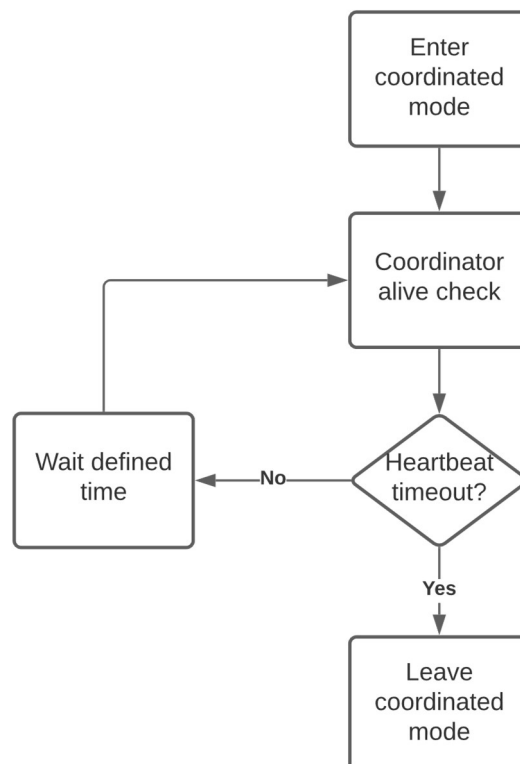 Enter
coordinated
mode
Coordinator
alive check
Wait defined
time
No
Heartbeat
timeout?
Yes
Leave
coordinated
mode